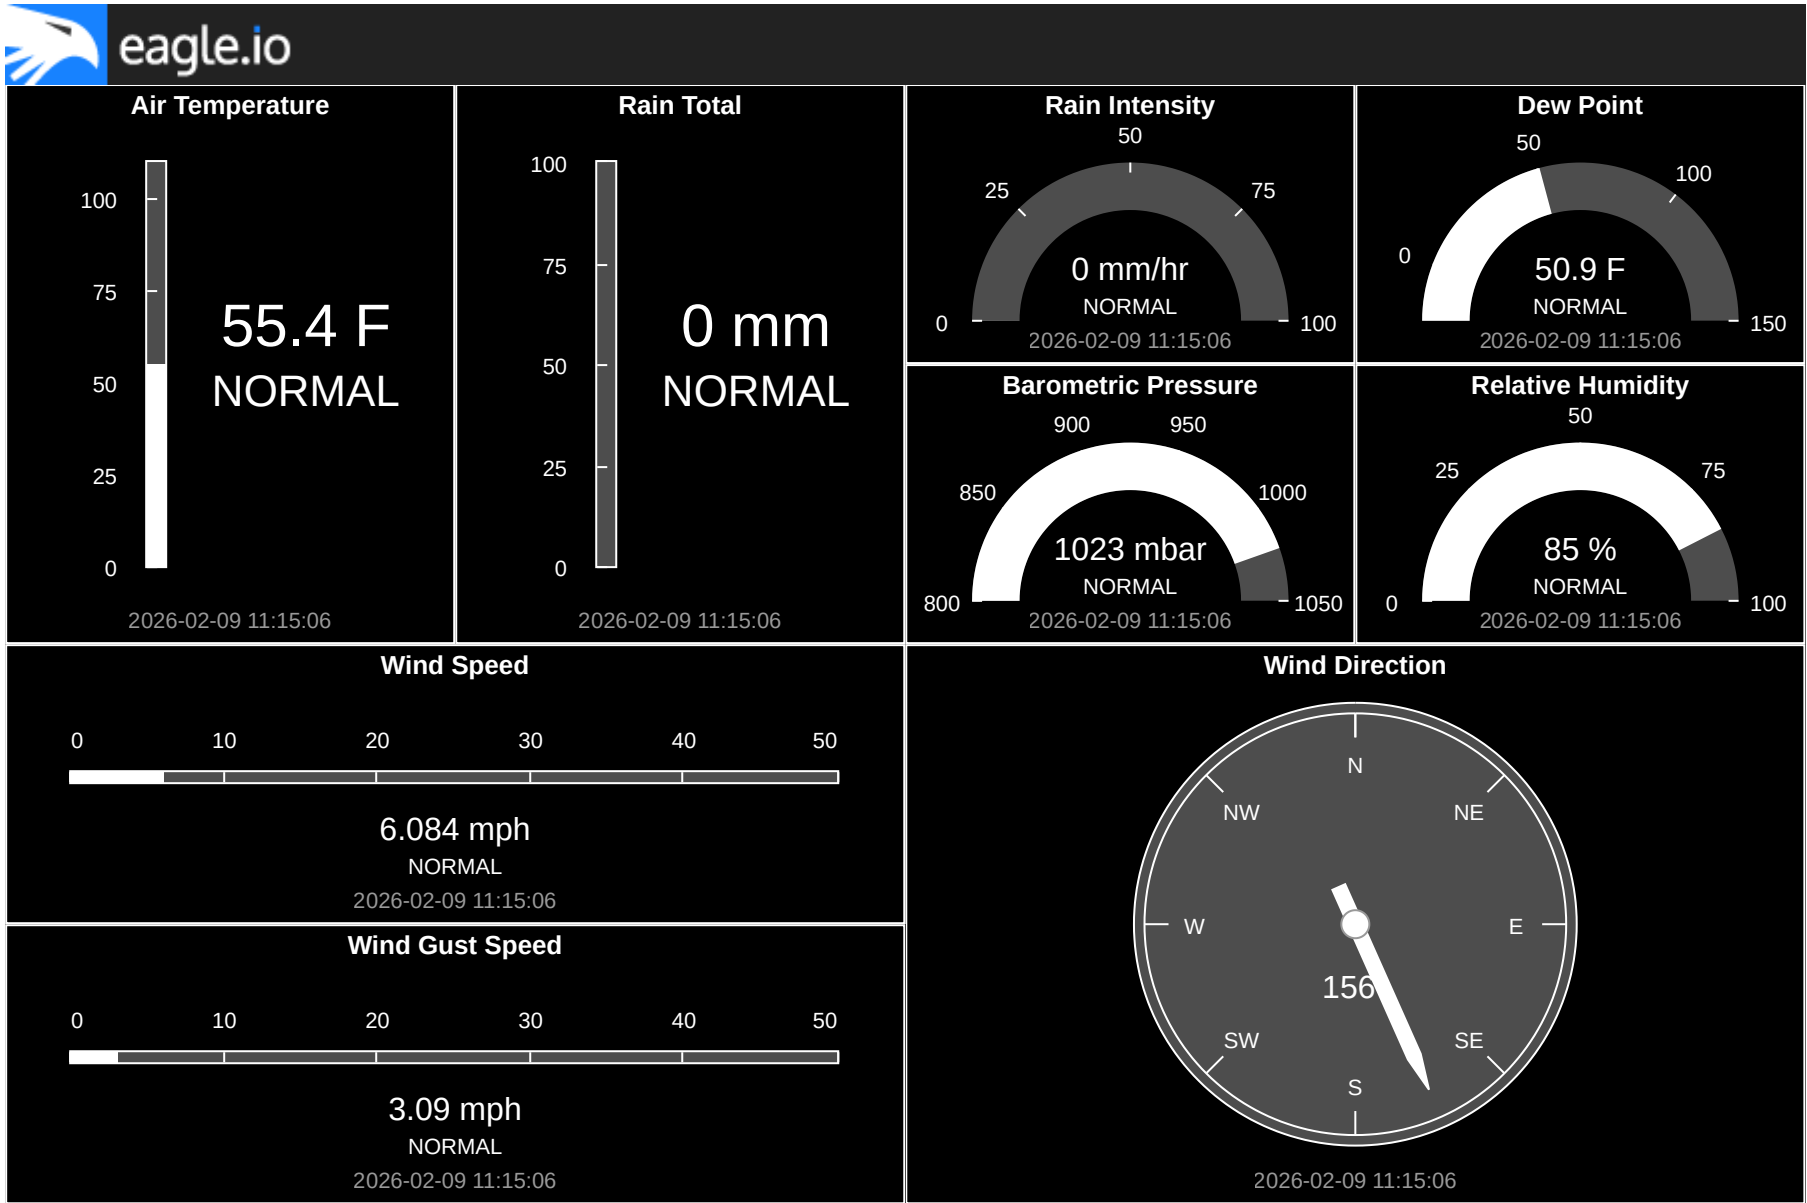 eagle.io
Air Temperature
100
75
50
25
0
55.4 F
NORMAL
2026-02-09 11:15:06
Rain Total
100
75
50
25
0
0 mm
NORMAL
2026-02-09 11:15:06
Rain Intensity
0
25
50
75
100
0 mm/hr
NORMAL
2026-02-09 11:15:06
Dew Point
0
50
100
150
50.9 F
NORMAL
2026-02-09 11:15:06
Barometric Pressure
800
850
900
950
1000
1050
1023 mbar
NORMAL
2026-02-09 11:15:06
Relative Humidity
0
25
50
75
100
85 %
NORMAL
2026-02-09 11:15:06
Wind Speed
0 10 20 30 40 50
6.084 mph
NORMAL
2026-02-09 11:15:06
Wind Gust Speed
0 10 20 30 40 50
3.09 mph
NORMAL
2026-02-09 11:15:06
Wind Direction
N
NW NE
W E
156
SW SE
S
2026-02-09 11:15:06